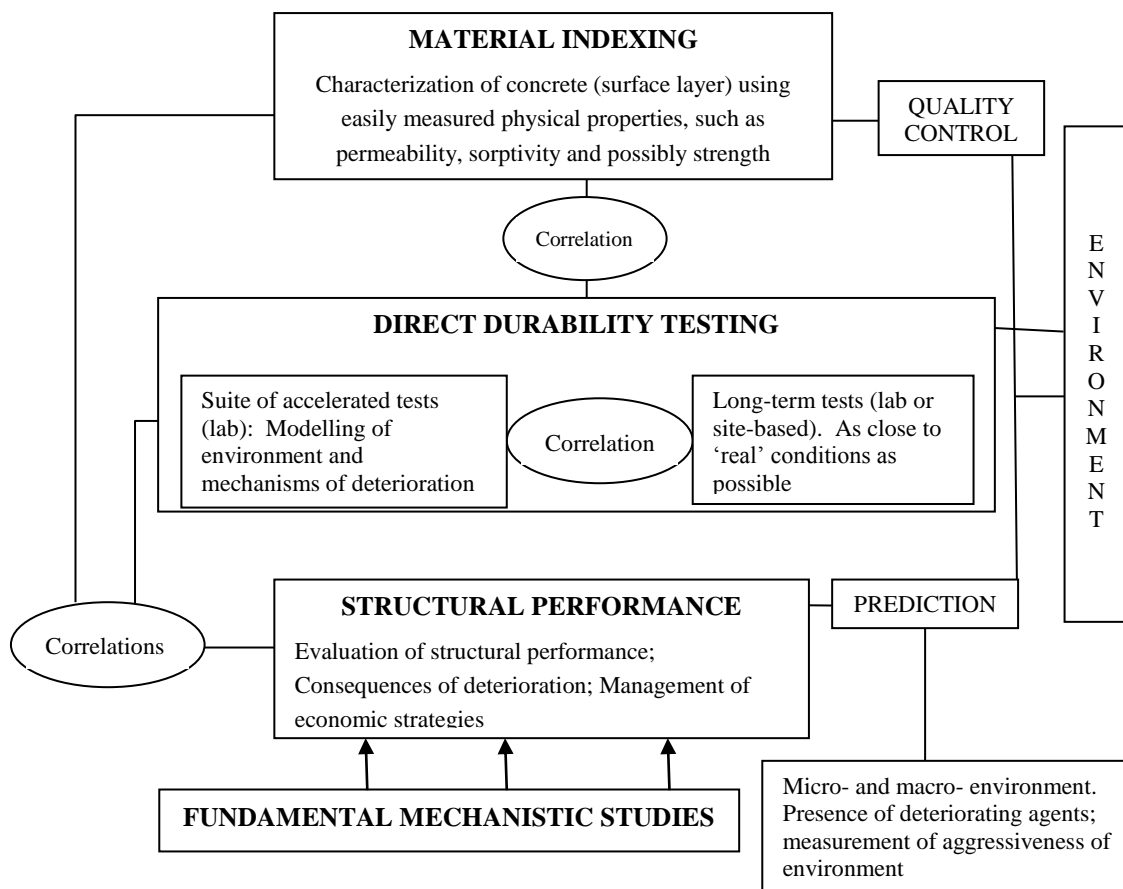 MATERIAL INDEXING
Characterization of concrete (surface layer) using
easily measured physical properties, such as
permeability, sorptivity and possibly strength
QUALITY
CONTROL
Correlation
DIRECT DURABILITY TESTING
Suite of accelerated tests
(lab): Modelling of
environment and
mechanisms of deterioration
Correlation
Long-term tests (lab or
site-based). As close to
‘real’ conditions as
possible
E
N
V
I
R
O
N
M
E
N
T
Correlations
STRUCTURAL PERFORMANCE
Evaluation of structural performance;
Consequences of deterioration; Management of
economic strategies
PREDICTION
FUNDAMENTAL MECHANISTIC STUDIES
Micro- and macro- environment.
Presence of deteriorating agents;
measurement of aggressiveness of
environment